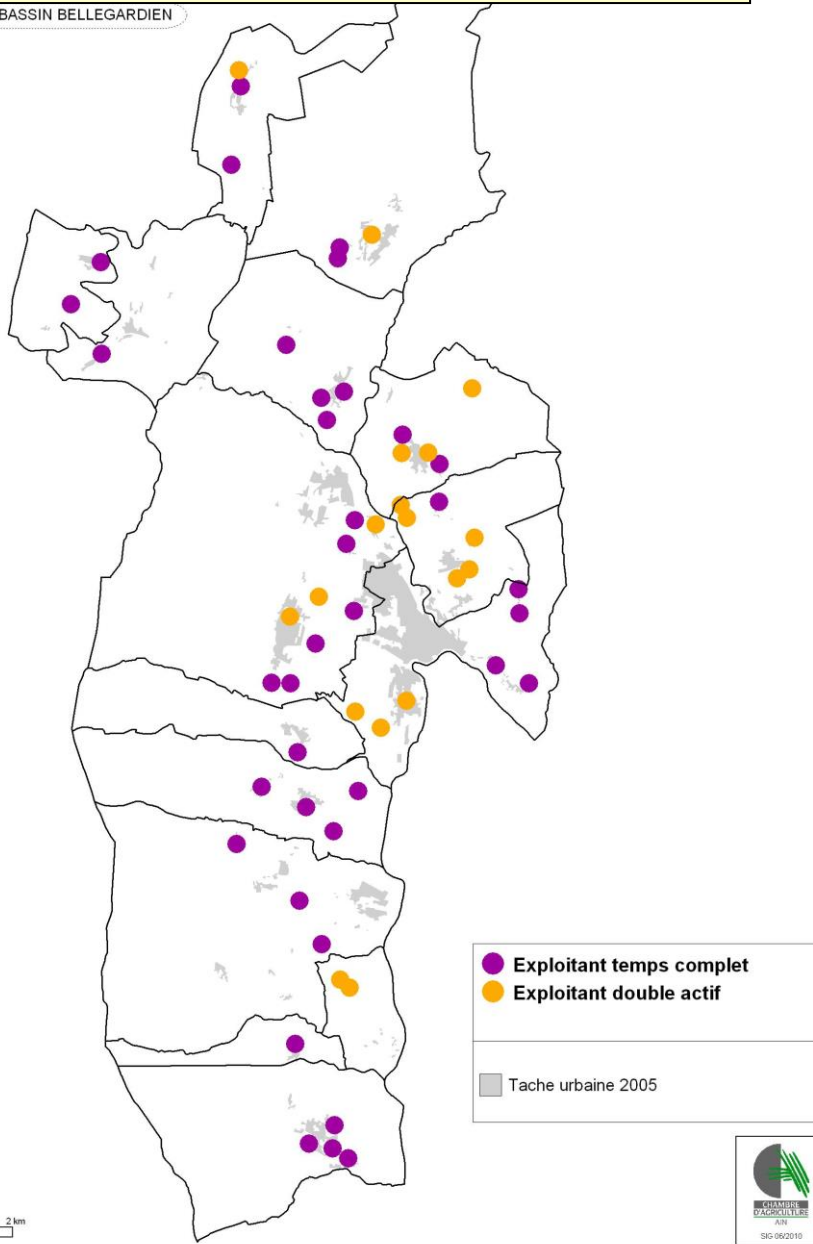 BASSIN BELLEGARDIEN
Exploitant temps complet
Exploitant double actif
Tache urbaine 2005
2 km
CHAMBRE
D'AGRICULTURE
AIN
SIG 06/2010